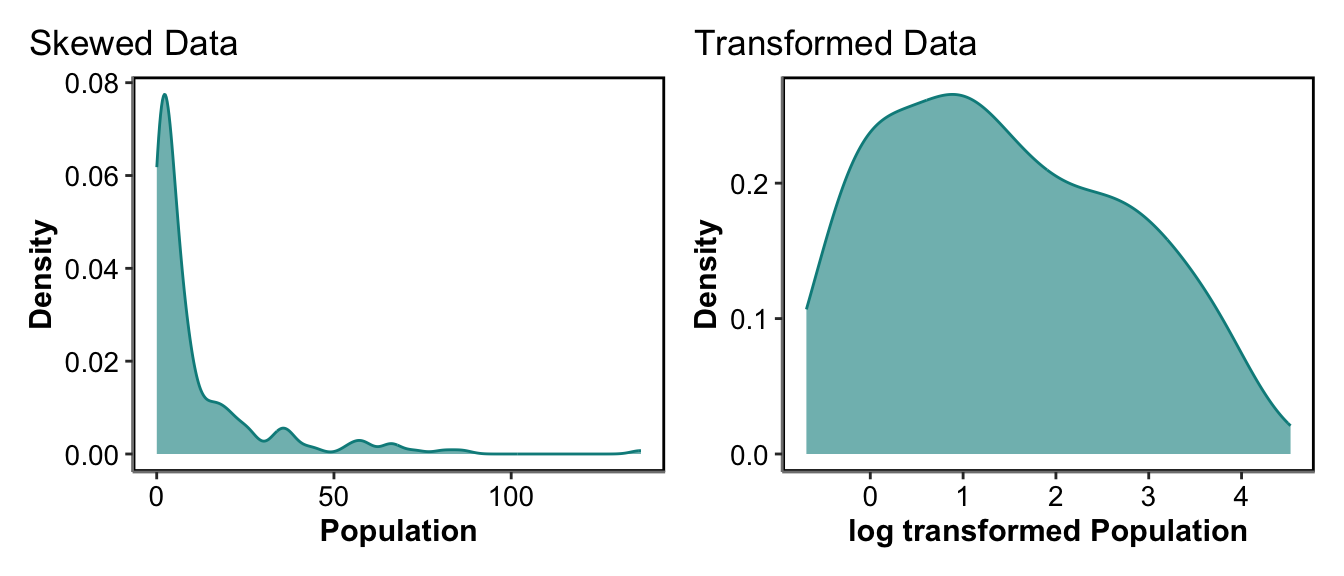 Skewed Data
Density
0.08
0.06
0.04
0.02
0.00
0 50 100
Population
Transformed Data
Density
0.2
0.1
0.0
0 1 2 3 4
log transformed Population